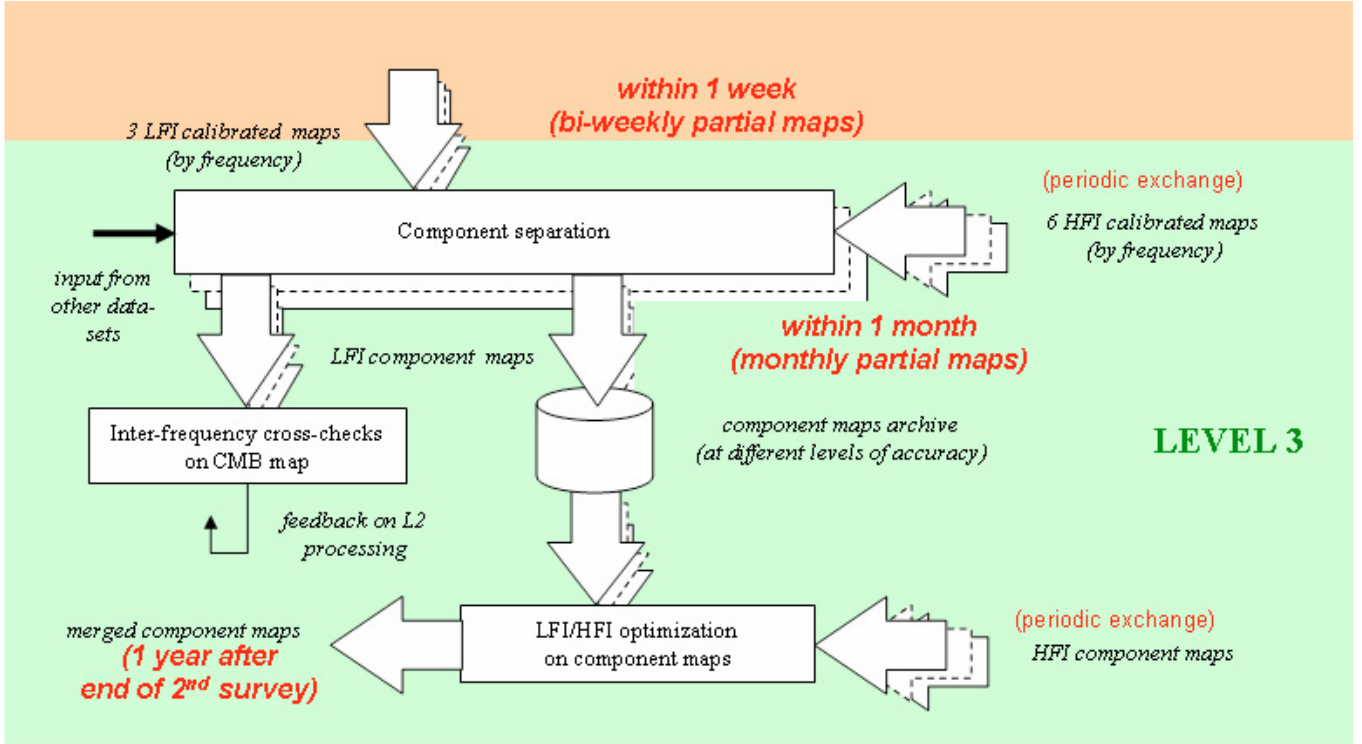 within 1 week
(bi-weekly partial maps)
3 LFI calibrated maps
(by frequency)
(periodic exchange)
6 HFI calibrated maps
(by frequency)
Component separation
input from
other data-
sets
within 1 month
(monthly partial maps)
LFI component maps
Inter-frequency cross-checks
on CMB map
component maps archive
(at different levels of accuracy)
LEVEL 3
feedback on L2
processing
merged component maps
(1 year after
end of 2nd survey)
LFI/HFI optimization
on component maps
(periodic exchange)
HFI component maps